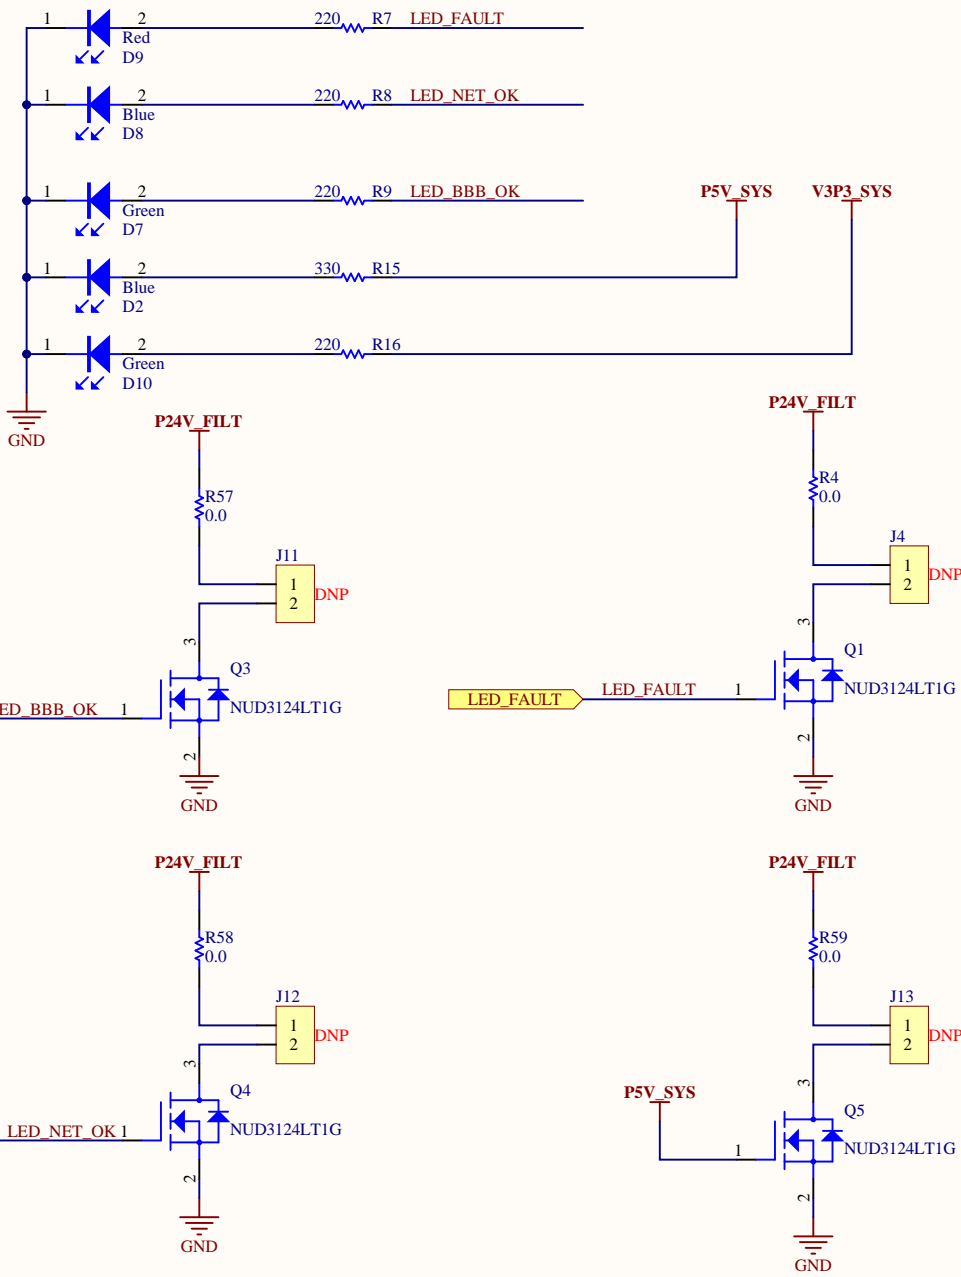 1 2 220 R7 LED_FAULT
Red
D9
1 2 220 R8 LED_NET_OK
Blue
D8
1 2 220 R9 LED_BBB_OK P5V_SYS V3P3_SYS
Green
D7
1 2 330 R15
Blue
D2
1 2 220 R16
Green
D10
GND
P24V_FILT
R57
0.0
J11
1
2
DNP
3
Q3
NUD3124LT1G
ED_BBB_OK 1
2
GND
P24V_FILT
R4
0.0
J4
1
2
DNP
3
Q1
NUD3124LT1G
LED_FAULT LED_FAULT 1
2
GND
P24V_FILT
R58
0.0
J12
1
2
DNP
3
Q4
NUD3124LT1G
LED_NET_OK 1
2
GND
P24V_FILT
R59
0.0
J13
1
2
DNP
3
P5V_SYS
Q5
NUD3124LT1G
1
2
GND